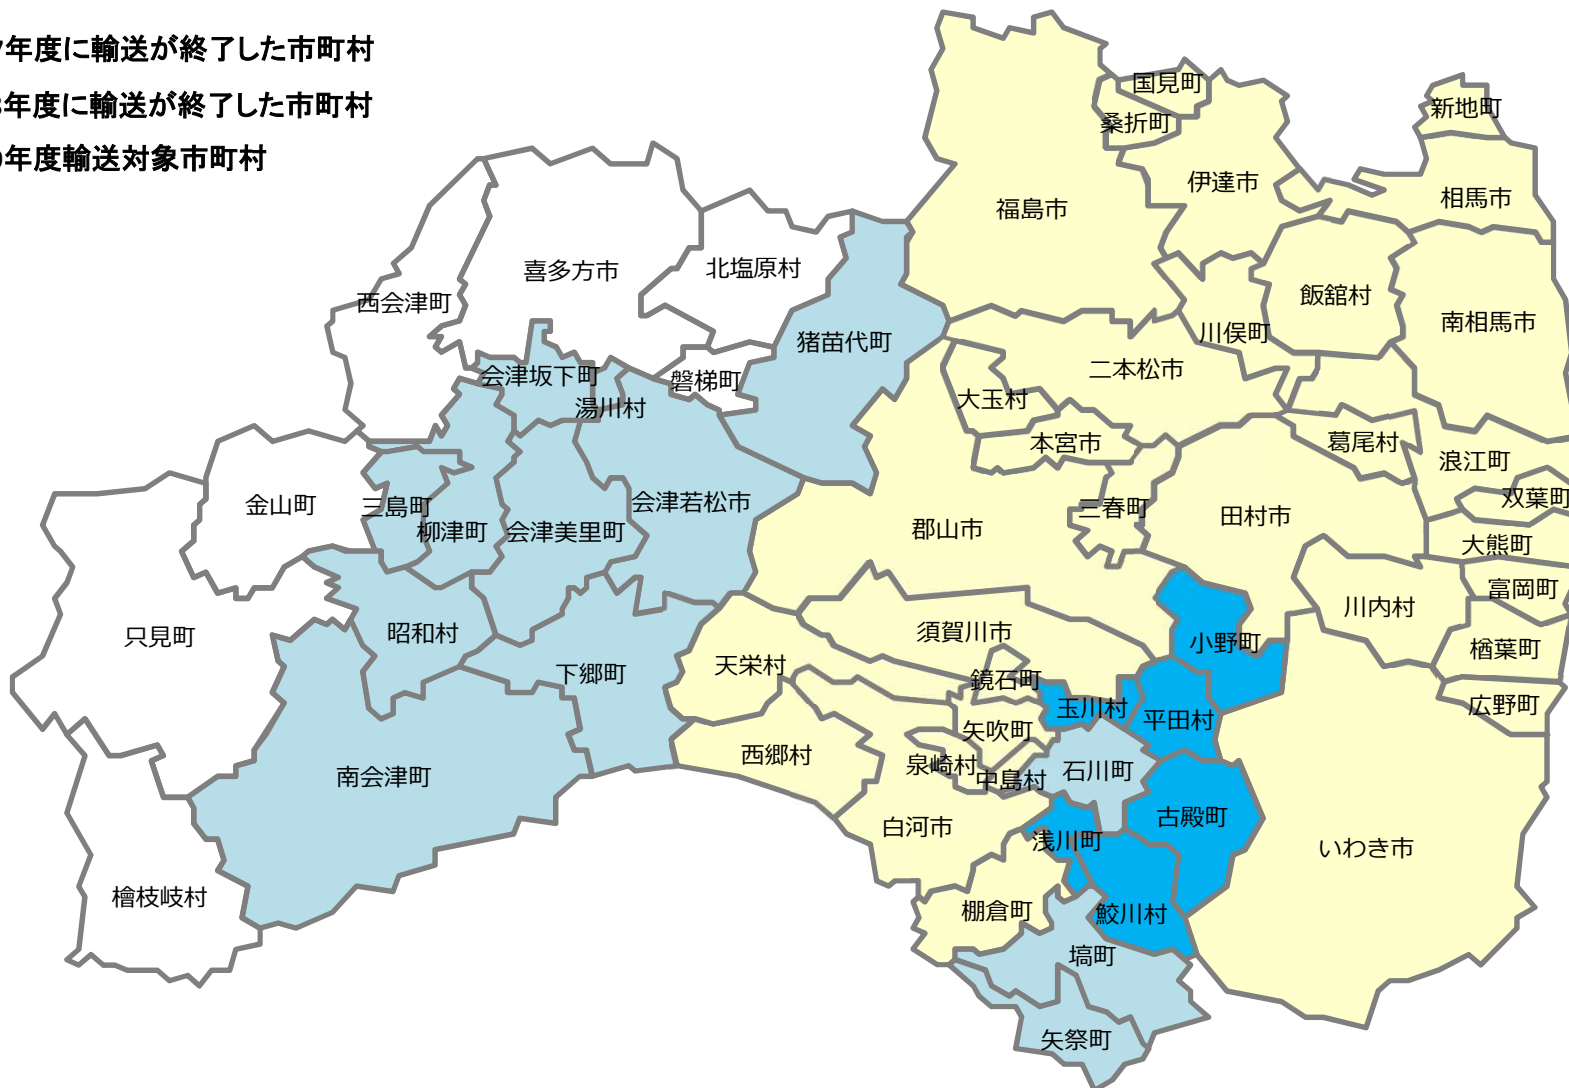 年度に輸送が終了した市町村
年度に輸送が終了した市町村
年度輸送対象市町村
国見町
新地町
桑折町
伊達市
相馬市
福島市
喜多方市
北塩原村
西会津町
飯舘村
南相馬市
川俣町
猪苗代町
二本松市
会津坂下町
磐梯町
湯川村
大玉村
本宮市
葛尾村
浪江町
双葉町
金山町
三島町
柳津町
会津美里町
会津若松市
郡山市
三春町
田村市
大熊町
富岡町
川内村
只見町
昭和村
須賀川市
小野町
楢葉町
下郷町
天栄村
鏡石町
玉川村
平田村
広野町
矢吹町
西郷村
泉崎村
中島村
石川町
南会津町
古殿町
白河市
浅川町
いわき市
檜枝岐村
棚倉町
鮫川村
塙町
矢祭町